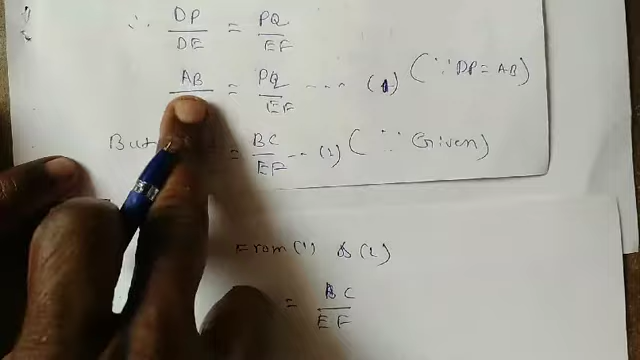 ∴ DP/DE = PQ/EF
AB/ = PQ/EF ---- (1) (∵ DP = AB)
But = BC/EF -- (2) (∵ Given)
From (1) & (2)
= BC/EF